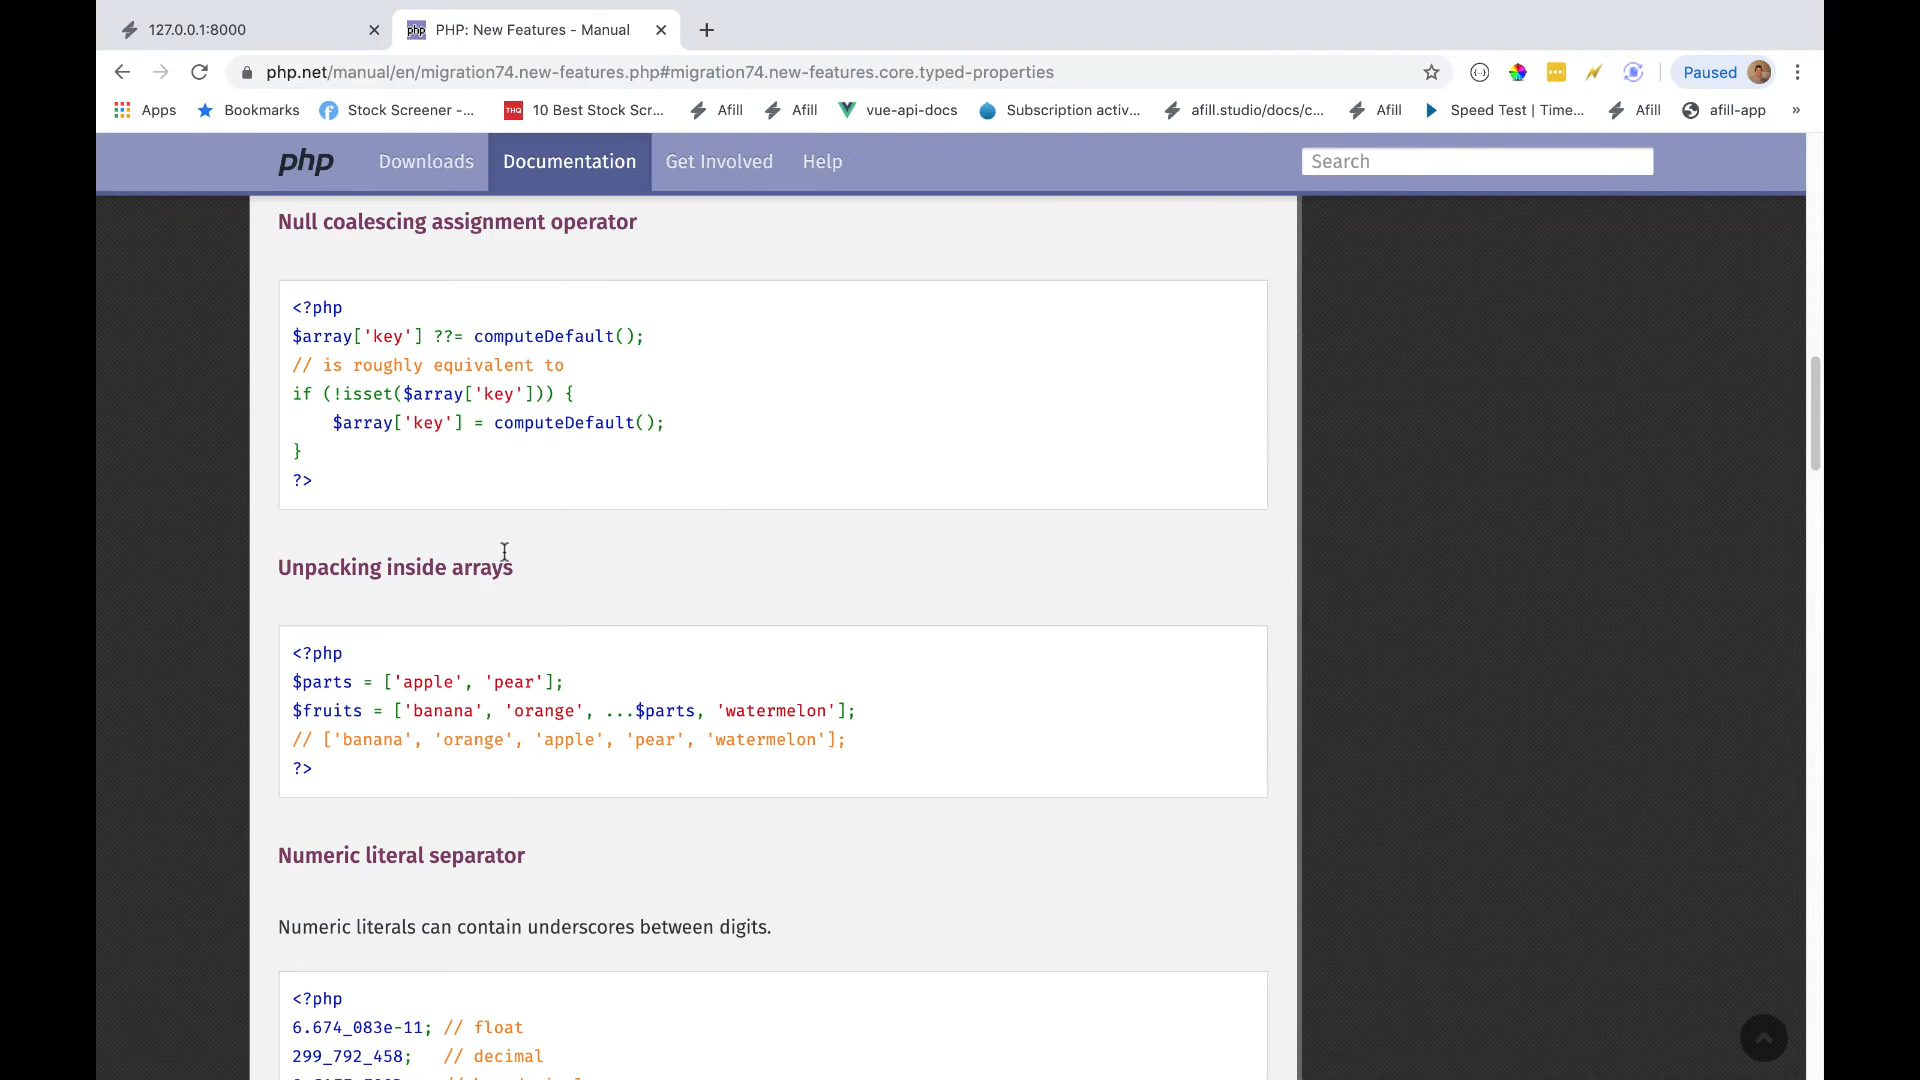 127.0.0.1:8000
PHP: New Features - Manual
php.net/manual/en/migration74.new-features.php#migration74.new-features.core.typed-properties
Paused
Apps Bookmarks Stock Screener -... 10 Best Stock Scr... Afill Afill vue-api-docs Subscription activ... afill.studio/docs/c... Afill Speed Test | Time... Afill afill-app »
php Downloads Documentation Get Involved Help Search
Null coalescing assignment operator
<?php
$array['key'] ??= computeDefault();
// is roughly equivalent to
if (!isset($array['key'])) {
    $array['key'] = computeDefault();
}
?>
Unpacking inside arrays
<?php
$parts = ['apple', 'pear'];
$fruits = ['banana', 'orange', ...$parts, 'watermelon'];
// ['banana', 'orange', 'apple', 'pear', 'watermelon'];
?>
Numeric literal separator
Numeric literals can contain underscores between digits.
<?php
6.674_083e-11; // float
299_792_458;   // decimal